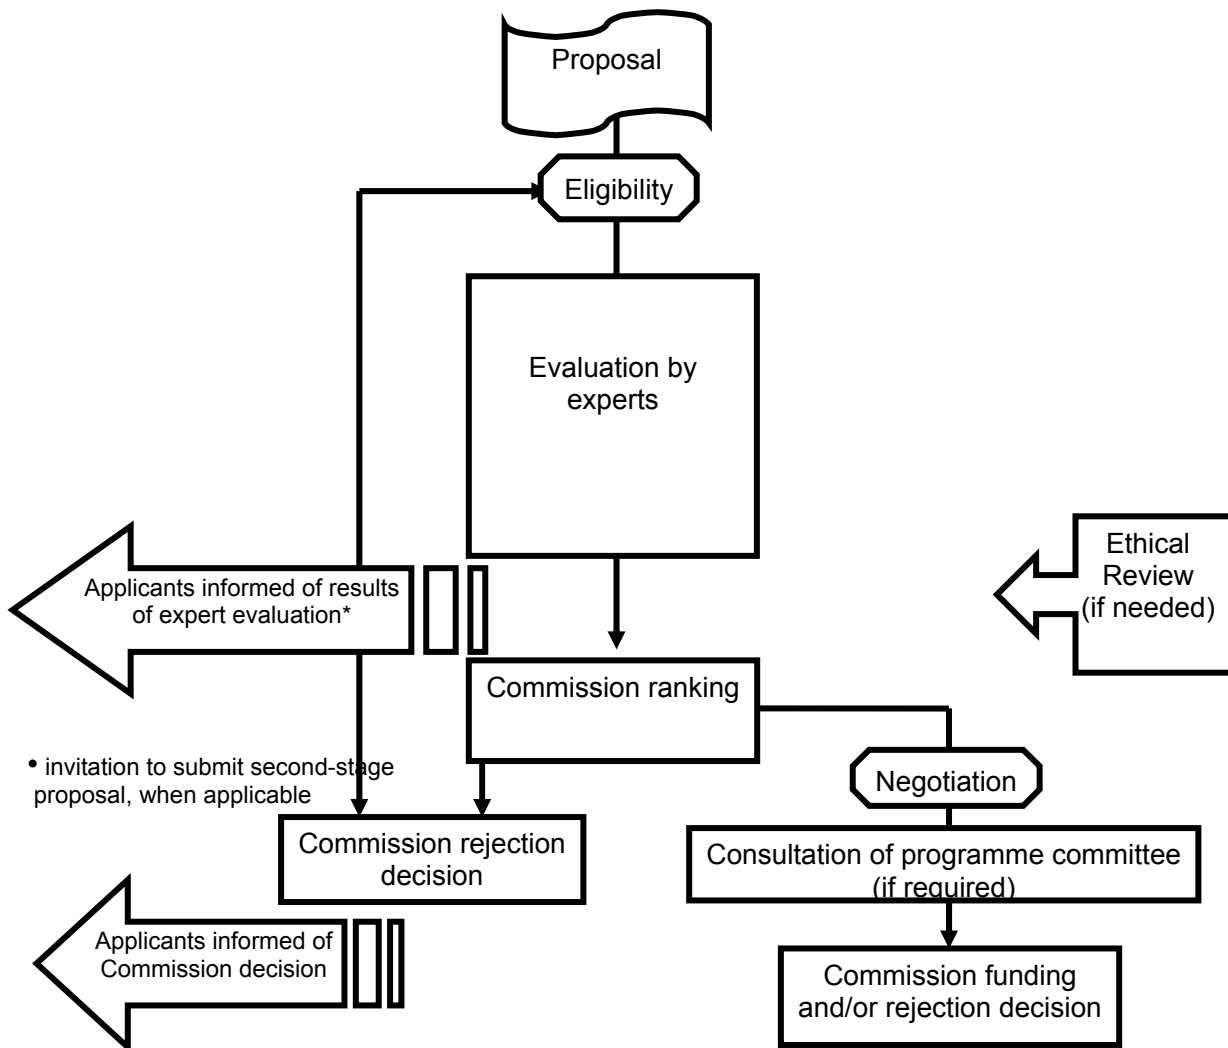 Proposal
Eligibility
Evaluation by
experts
Ethical
Review
(if needed)
Applicants informed of results
of expert evaluation*
Commission ranking
• invitation to submit second-stage
proposal, when applicable
Negotiation
Commission rejection
decision
Consultation of programme committee
(if required)
Applicants informed of
Commission decision
Commission funding
and/or rejection decision